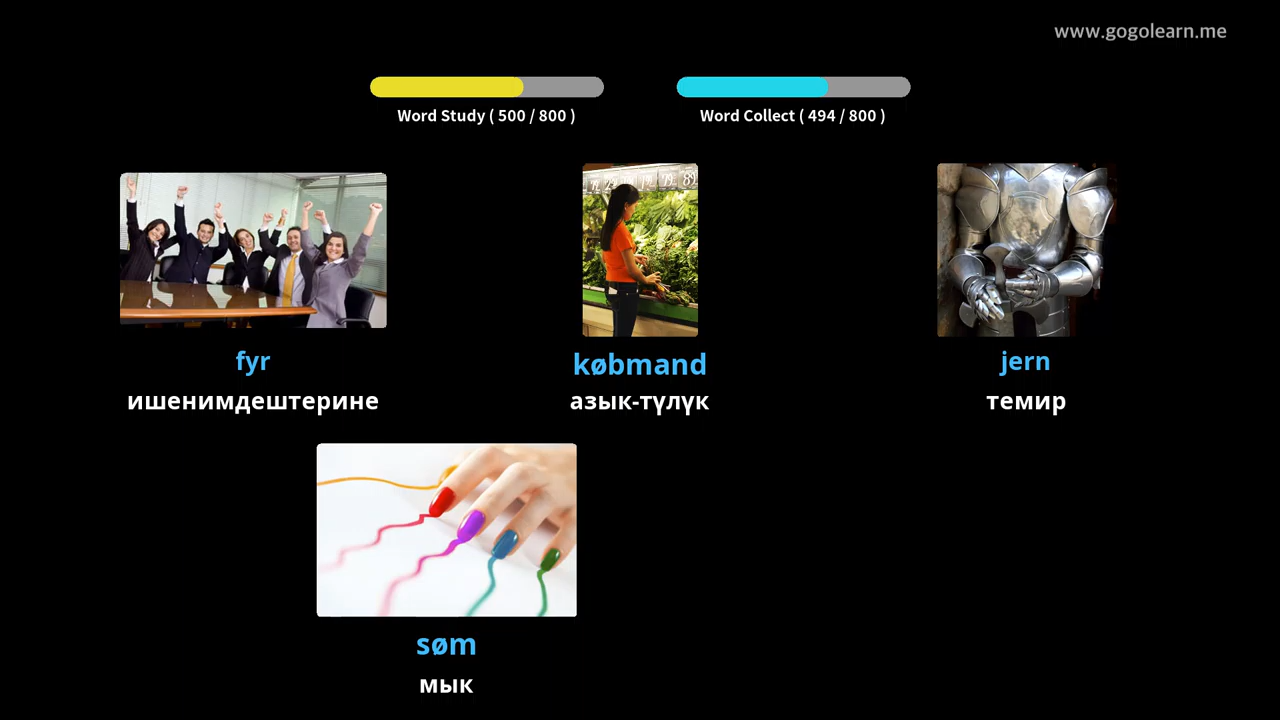 www.gogolearn.me
Word Study ( 500 / 800 )
Word Collect ( 494 / 800 )
fyr
ишенимдештерине
købmand
азык-түлүк
jern
темир
søm
мык